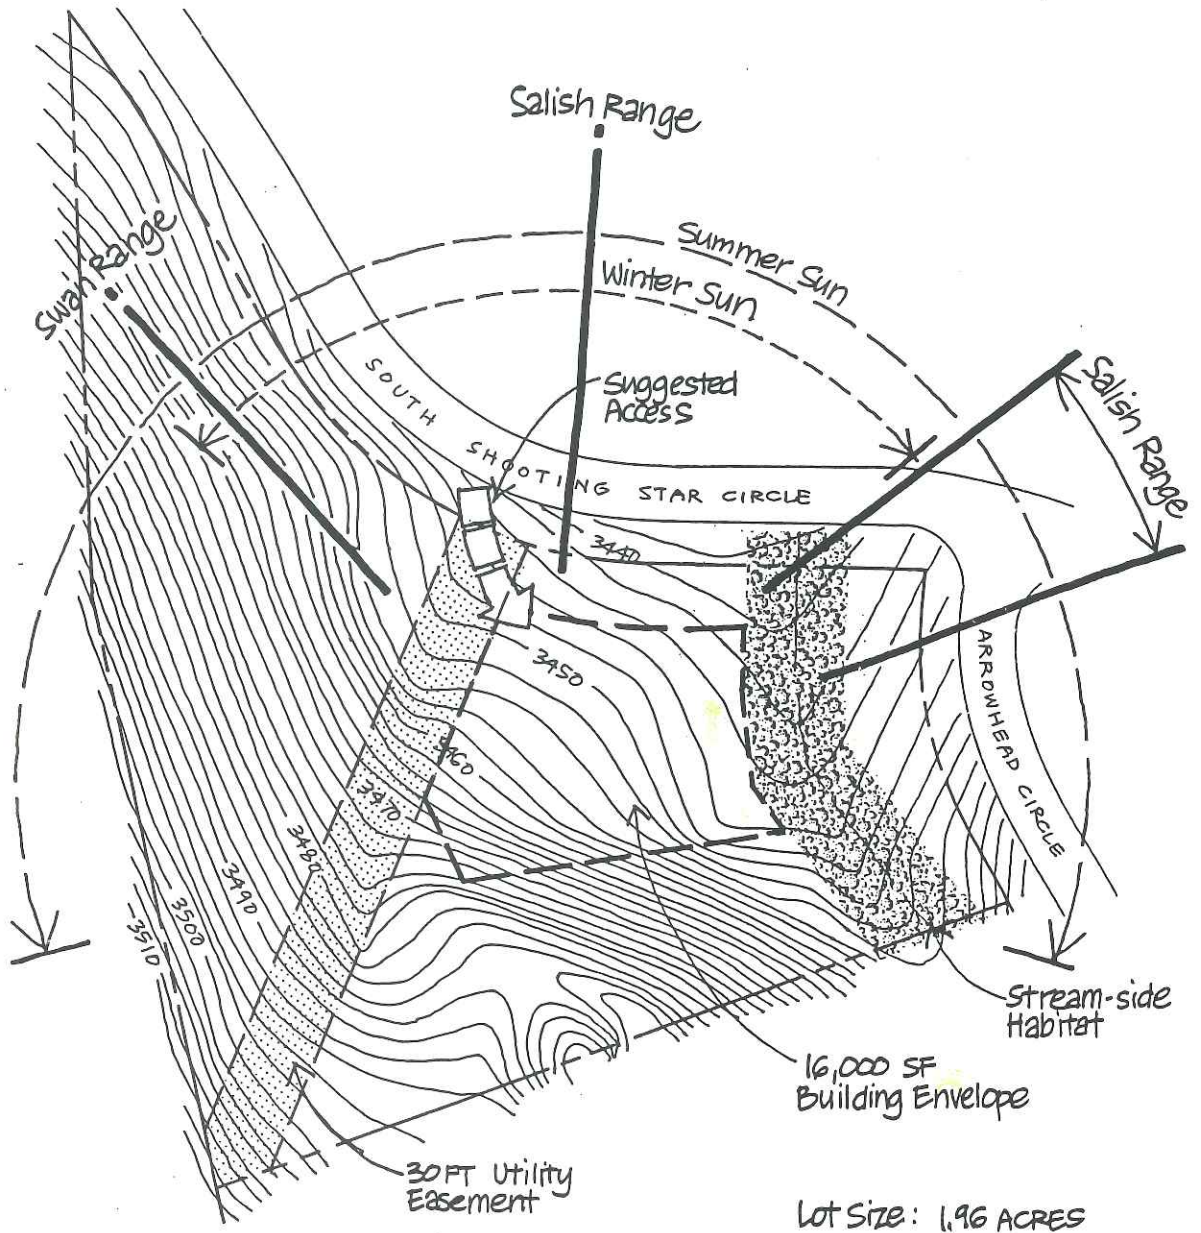 Salish Range
Swan Range
Summer Sun
Winter Sun
Salish Range
Suggested
Access
SOUTH SHOOTING STAR CIRCLE
3440
ARROWHEAD CIRCLE
3450
3460
3470
3480
3490
3500
3510
Stream-side
Habitat
16,000 SF
Building Envelope
30FT Utility
Easement
Lot Size: 1.96 ACRES